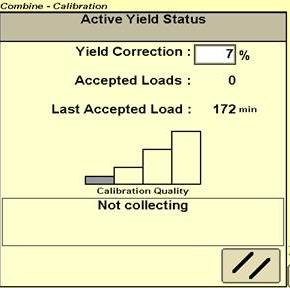 Combine - Calibration
Active Yield Status
Yield Correction : 7 %
Accepted Loads : 0
Last Accepted Load : 172 min
Calibration Quality
Not collecting